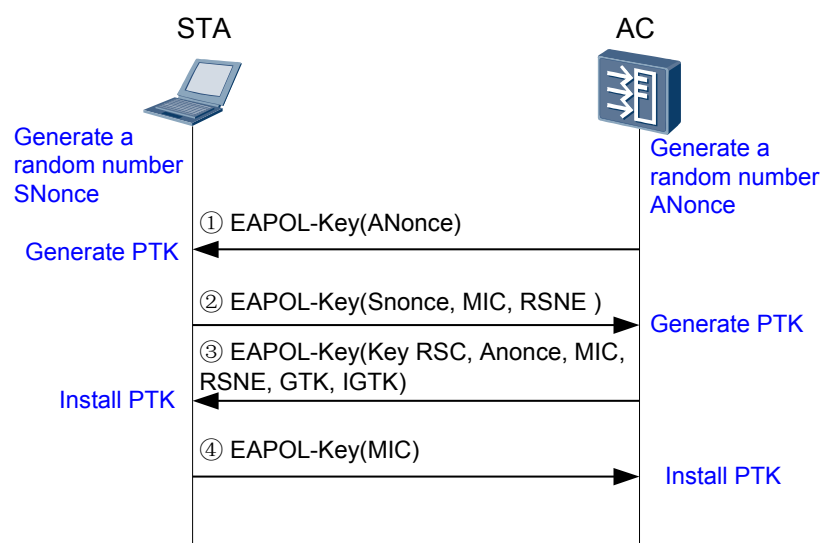 STA
AC
Generate a
random number
SNonce
Generate a
random number
ANonce
① EAPOL-Key(ANonce)
Generate PTK
② EAPOL-Key(Snonce, MIC, RSNE )
Generate PTK
③ EAPOL-Key(Key RSC, Anonce, MIC,
RSNE, GTK, IGTK)
Install PTK
④ EAPOL-Key(MIC)
Install PTK